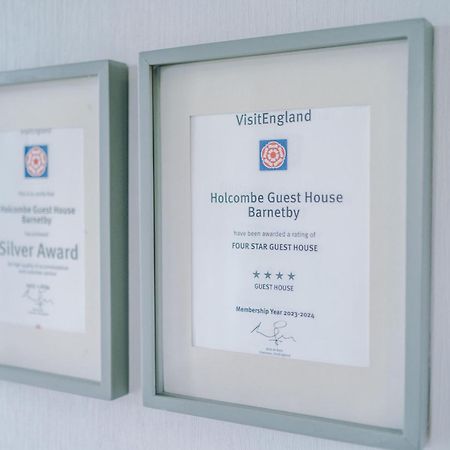 VisitEngland
Holcombe Guest House
Barnetby
Silver Award
VisitEngland
Holcombe Guest House
Barnetby
have been awarded a rating of
FOUR STAR GUEST HOUSE
★★★★
GUEST HOUSE
Membership Year 2023-2024